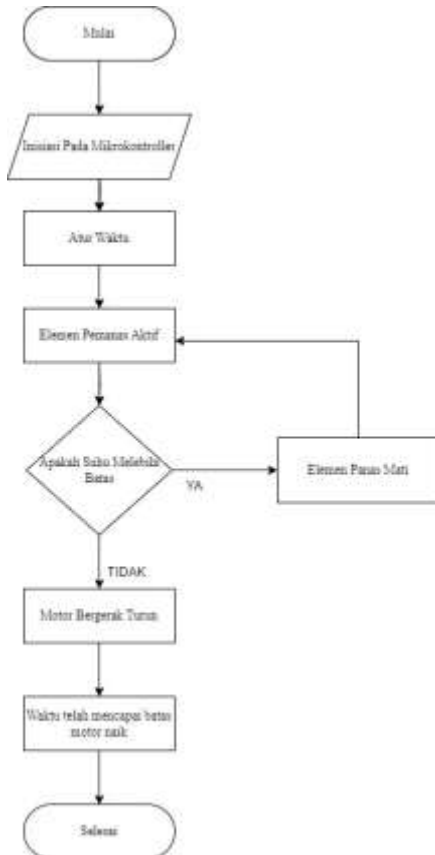 Mulai
Inisiasi Pada Mikrokontroller
Atur Waktu
Elemen Pemanas Aktif
Apakah Suhu Melebihi
Batas
YA
Elemen Panas Mati
TIDAK
Motor Bergerak Turun
Waktu telah mencapai batas
motor naik
Selesai